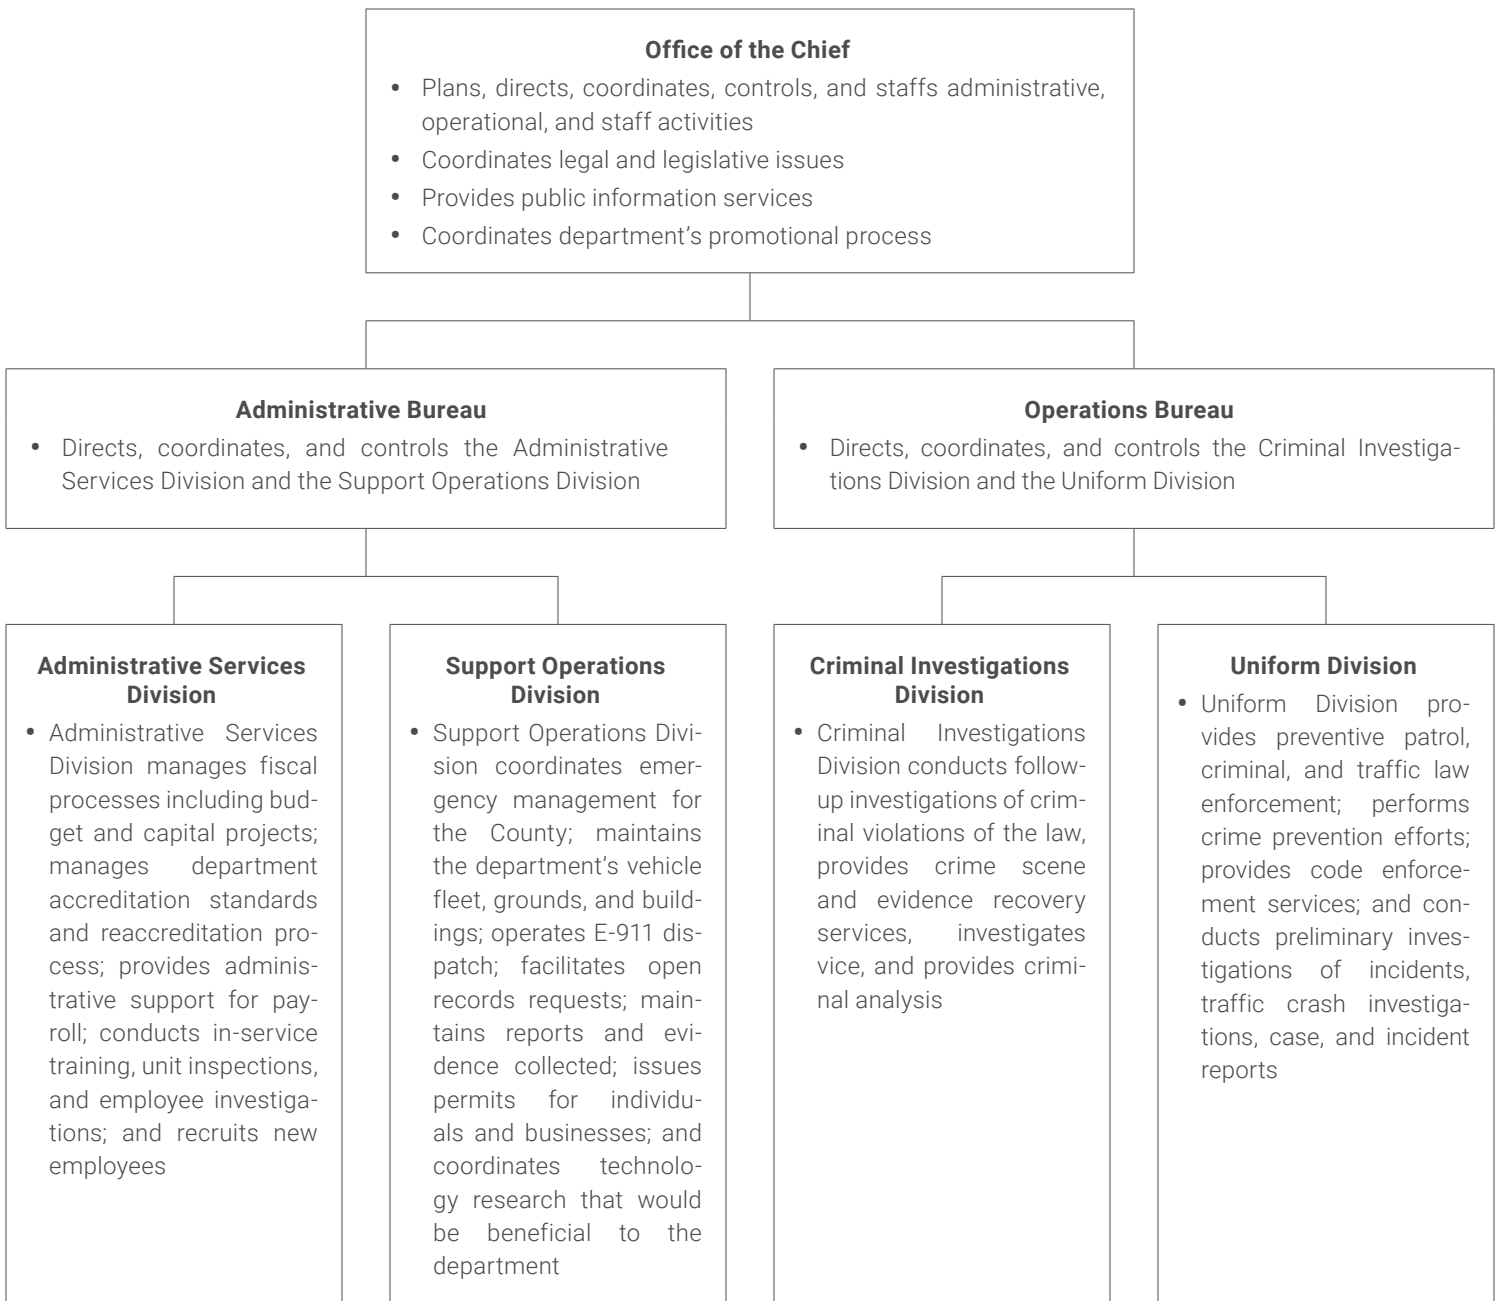 Office of the Chief
• Plans, directs, coordinates, controls, and staffs administrative,
operational, and staff activities
• Coordinates legal and legislative issues
• Provides public information services
• Coordinates department's promotional process
Administrative Bureau
• Directs, coordinates, and controls the Administrative
Services Division and the Support Operations Division
Operations Bureau
• Directs, coordinates, and controls the Criminal Investiga-
tions Division and the Uniform Division
Administrative Services
Division
• Administrative Services
Division manages fiscal
processes including bud-
get and capital projects;
manages department
accreditation standards
and reaccreditation pro-
cess; provides adminis-
trative support for pay-
roll; conducts in-service
training, unit inspections,
and employee investiga-
tions; and recruits new
employees
Support Operations
Division
• Support Operations Divi-
sion coordinates emer-
gency management for
the County; maintains
the department's vehicle
fleet, grounds, and build-
ings; operates E-911 dis-
patch; facilitates open
records requests; main-
tains reports and evi-
dence collected; issues
permits for individu-
als and businesses; and
coordinates technolo-
gy research that would
be beneficial to the
department
Criminal Investigations
Division
• Criminal Investigations
Division conducts follow-
up investigations of crim-
inal violations of the law,
provides crime scene
and evidence recovery
services, investigates
vice, and provides crimi-
nal analysis
Uniform Division
• Uniform Division pro-
vides preventive patrol,
criminal, and traffic law
enforcement; performs
crime prevention efforts;
provides code enforce-
ment services; and con-
ducts preliminary inves-
tigations of incidents,
traffic crash investiga-
tions, case, and incident
reports